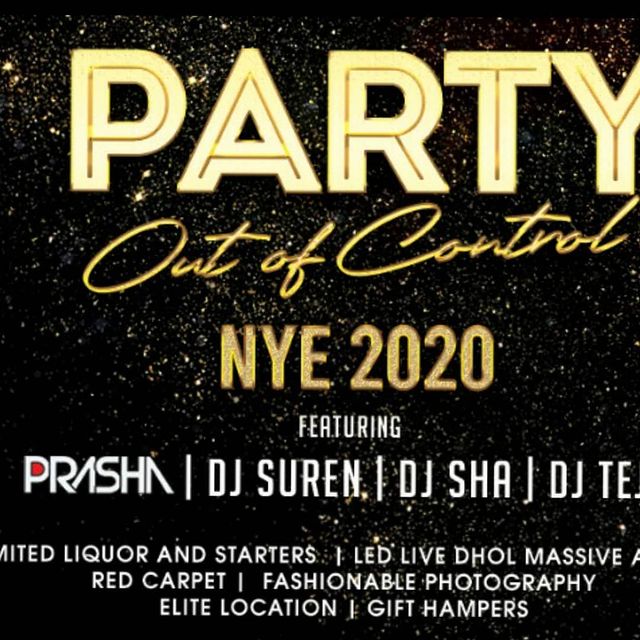 PARTY
Out of Control
NYE 2020
FEATURING
PRASHA | DJ SUREN | DJ SHA | DJ
LIQUOR AND STARTERS | LED LIVE DHOL MASSIVE
RED CARPET | FASHIONABLE PHOTOGRAPHY
ELITE LOCATION | GIFT HAMPERS